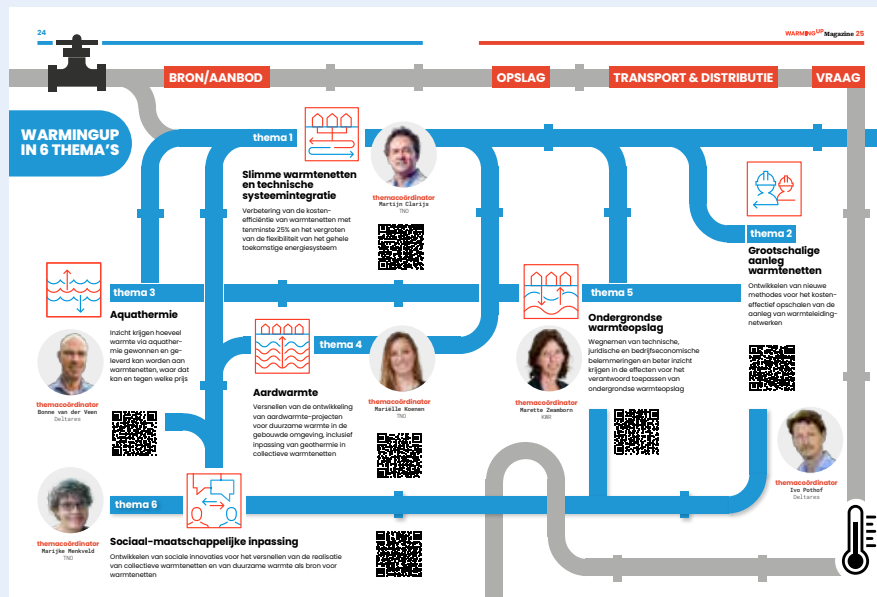 24
WARMINGUP Magazine 25
BRON/AANBOD
OPSLAG
TRANSPORT & DISTRIBUTIE
VRAAG
WARMINGUP
IN 6 THEMA'S
thema 1
Slimme warmtenetten
en technische
systeemintegratie
Verbetering van de kosten-
efficiëntie van warmtenetten met
tenminste 25% en het vergroten
van de flexibiliteit van het gehele
toekomstige energiesysteem
themacoördinator
Martijn Clarijs
TNO
thema 2
Grootschalige
aanleg
warmtenetten
Ontwikkelen van nieuwe
methodes voor het kosten-
effectief opschalen van de
aanleg van warmteleiding-
netwerken
themacoördinator
Ivo Pothof
Deltares
thema 3
Aquathermie
Inzicht krijgen hoeveel
warmte via aquather-
mie gewonnen en ge-
leverd kan worden aan
warmtenetten, waar dat
kan en tegen welke prijs
themacoördinator
Bonne van der Veen
Deltares
thema 4
Aardwarmte
Versnellen van de ontwikkeling
van aardwarmte-projecten
voor duurzame warmte in de
gebouwde omgeving, inclusief
inpassing van geothermie in
collectieve warmtenetten
themacoördinator
Mariëlle Koenen
TNO
thema 5
Ondergrondse
warmteopslag
Wegnemen van technische,
juridische en bedrijfseconomische
belemmeringen en beter inzicht
krijgen in de effecten voor het
verantwoord toepassen van
ondergrondse warmteopslag
themacoördinator
Marette Zwamborn
KWR
thema 6
Sociaal-maatschappelijke inpassing
Ontwikkelen van sociale innovaties voor het versnellen van de realisatie
van collectieve warmtenetten en van duurzame warmte als bron voor
warmtenetten
themacoördinator
Marijke Menkveld
TNO